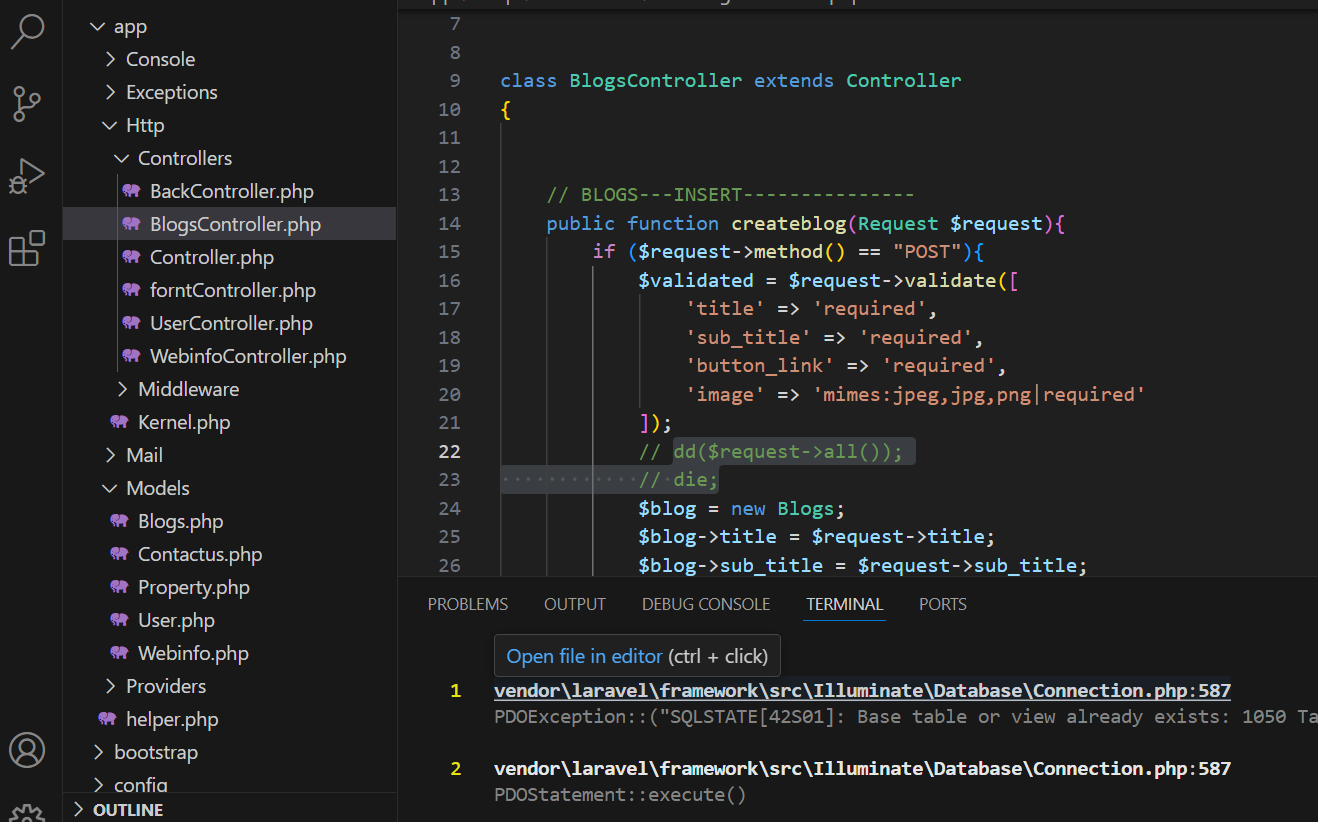 app
Console
Exceptions
Http
Controllers
BackController.php
BlogsController.php
Controller.php
forntController.php
UserController.php
WebinfoController.php
Middleware
Kernel.php
Mail
Models
Blogs.php
Contactus.php
Property.php
User.php
Webinfo.php
Providers
helper.php
bootstrap
config
OUTLINE
7
8
9 class BlogsController extends Controller
10 {
11
12
13 // BLOGS---INSERT---------------
14 public function createblog(Request $request){
15 if ($request->method() == "POST"){
16 $validated = $request->validate([
17 'title' => 'required',
18 'sub_title' => 'required',
19 'button_link' => 'required',
20 'image' => 'mimes:jpeg,jpg,png|required'
21 ]);
22 // dd($request->all());
23 // die;
24 $blog = new Blogs;
25 $blog->title = $request->title;
26 $blog->sub_title = $request->sub_title;
PROBLEMS OUTPUT DEBUG CONSOLE TERMINAL PORTS
Open file in editor (ctrl + click)
1 vendor\laravel\framework\src\Illuminate\Database\Connection.php:587
PDOException::("SQLSTATE[42S01]: Base table or view already exists: 1050 Ta
2 vendor\laravel\framework\src\Illuminate\Database\Connection.php:587
PDOStatement::execute()